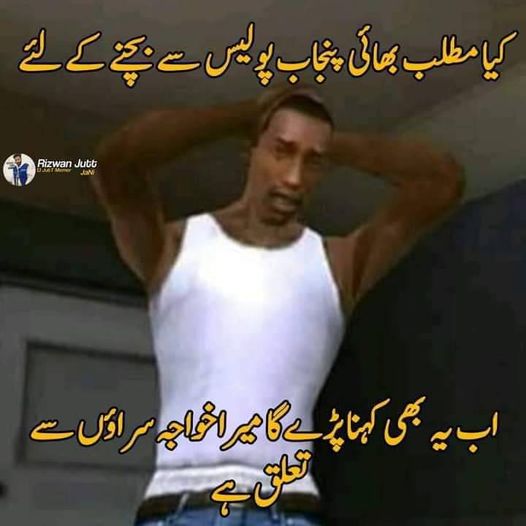 کیا مطلب بھائی پنجاب پولیس سے بچنے کے لئے
Rizwan Jutt
JaNi
اب یہ بھی کہنا پڑے گا میرا خواجہ سراؤں سے
تعلق ہے